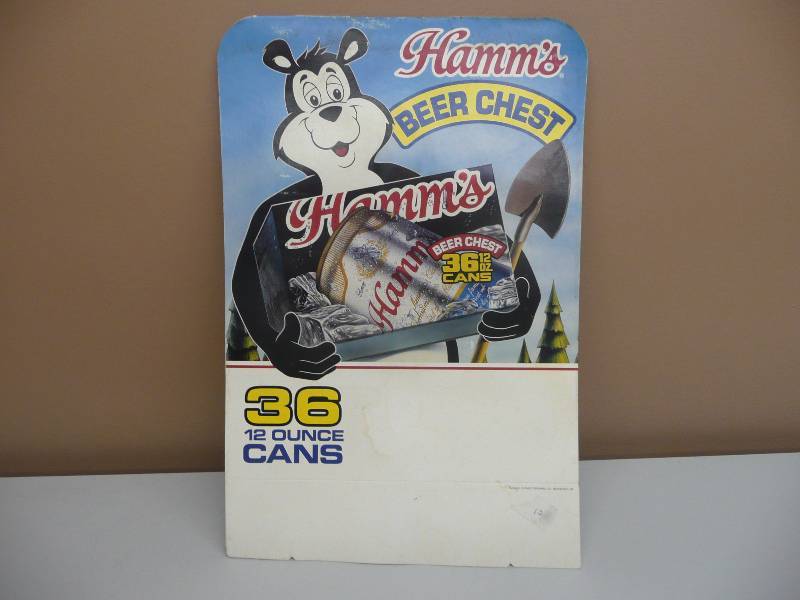 Hamm's
BEER CHEST
Hamm's
BEER CHEST
36 12 OZ.
CANS
Hamm
36
12 OUNCE
CANS